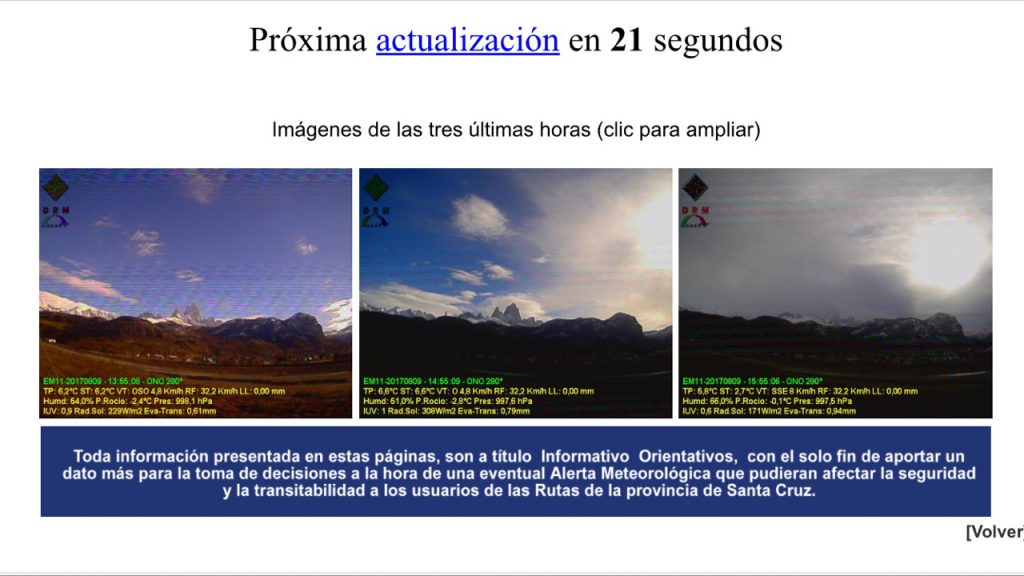 Próxima actualización en 21 segundos
Imágenes de las tres últimas horas (clic para ampliar)
DRM
EM11-20170809 - 13:55:08 - ONO 280°
TP: 6,2°C ST: 6,2°C VT: OSO 4,8 Km/h RF: 32,2 Km/h LL: 0,00 mm
Humd: 54,0% P.Rocio: -2,4°C Pres: 998,1 hPa
IUV: 0,9 Rad.Sol: 229W/m2 Eva-Trans: 0,61mm
DRM
EM11-20170809 - 14:55:09 - ONO 280°
TP: 6,6°C ST: 6,6°C VT: O 4,8 Km/h RF: 32,2 Km/h LL: 0,00 mm
Humd: 51,0% P.Rocio: -2,8°C Pres: 997,6 hPa
IUV: 1 Rad.Sol: 308W/m2 Eva-Trans: 0,79mm
DRM
EM11-20170809 - 15:55:06 - ONO 280°
TP: 5,8°C ST: 2,7°C VT: SSE 8 Km/h RF: 32,2 Km/h LL: 0,00 mm
Humd: 66,0% P.Rocio: -0,1°C Pres: 997,5 hPa
IUV: 0,6 Rad.Sol: 171W/m2 Eva-Trans: 0,94mm
Toda información presentada en estas páginas, son a título Informativo Orientativos, con el solo fin de aportar un
dato más para la toma de decisiones a la hora de una eventual Alerta Meteorológica que pudieran afectar la seguridad
y la transitabilidad a los usuarios de las Rutas de la provincia de Santa Cruz.
[Volver]